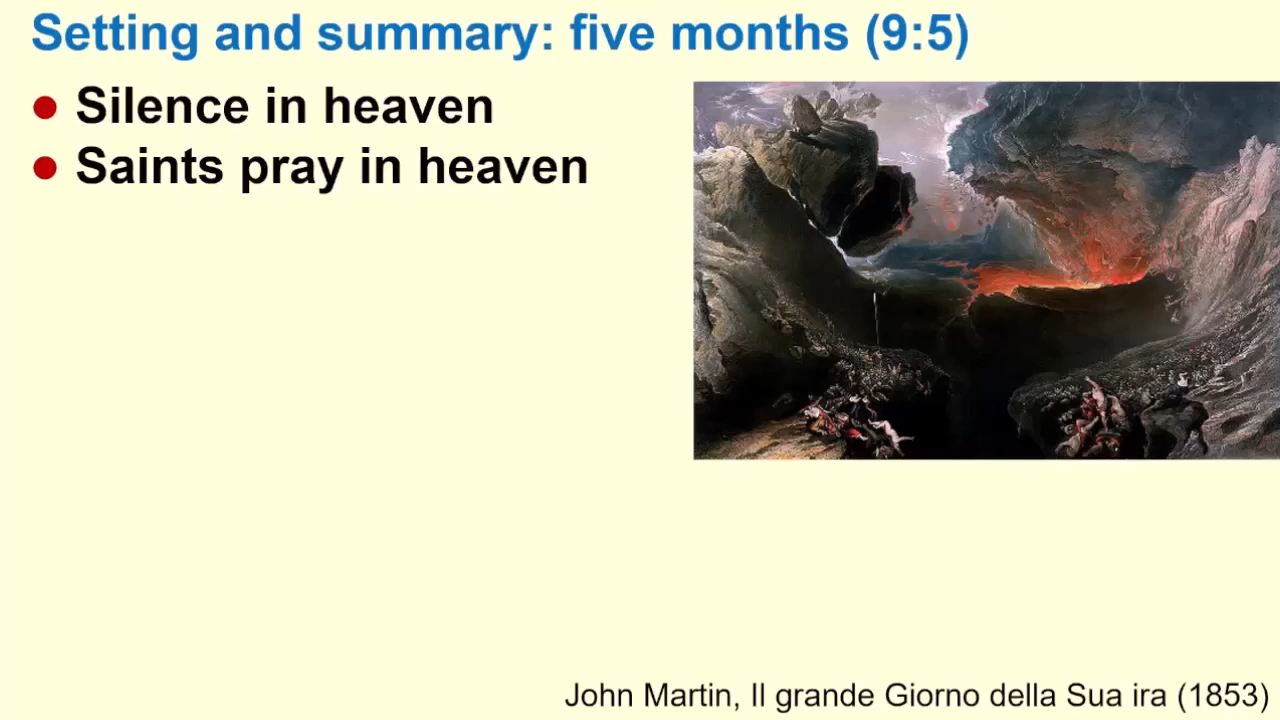 Setting and summary: five months (9:5)
Silence in heaven
Saints pray in heaven
John Martin, Il grande Giorno della Sua ira (1853)